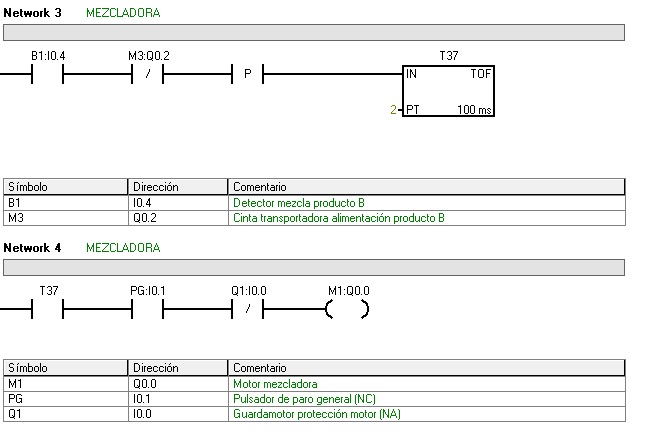 Network 3 MEZCLADORA
B1:I0.4 M3:Q0.2 T37
/ P IN TOF
2 PT 100 ms
Símbolo Dirección Comentario
B1 I0.4 Detector mezcla producto B
M3 Q0.2 Cinta transportadora alimentación producto B
Network 4 MEZCLADORA
T37 PG:I0.1 Q1:I0.0 M1:Q0.0
/
Símbolo Dirección Comentario
M1 Q0.0 Motor mezcladora
PG I0.1 Pulsador de paro general (NC)
Q1 I0.0 Guardamotor protección motor (NA)